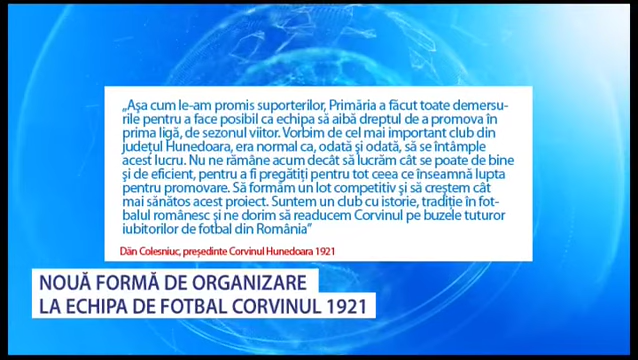 „Așa cum le-am promis suporterilor, Primăria a făcut toate demersu-
rile pentru a face posibil ca echipa să aibă dreptul de a promova în
prima ligă, de sezonul viitor. Vorbim de cel mai important club din
județul Hunedoara, era normal ca, odată și odată, să se întâmple
acest lucru. Nu ne rămâne acum decât să lucrăm cât se poate de bine
și de eficient, pentru a fi pregătiți pentru tot ceea ce înseamnă lupta
pentru promovare. Să formăm un lot competitiv și să creștem cât
mai sănătos acest proiect. Suntem un club cu istorie, tradiție în fot-
balul românesc și ne dorim să readucem Corvinul pe buzele tuturor
iubitorilor de fotbal din România”
Dăn Colesniuc, președinte Corvinul Hunedoara 1921
NOUĂ FORMĂ DE ORGANIZARE
LA ECHIPA DE FOTBAL CORVINUL 1921